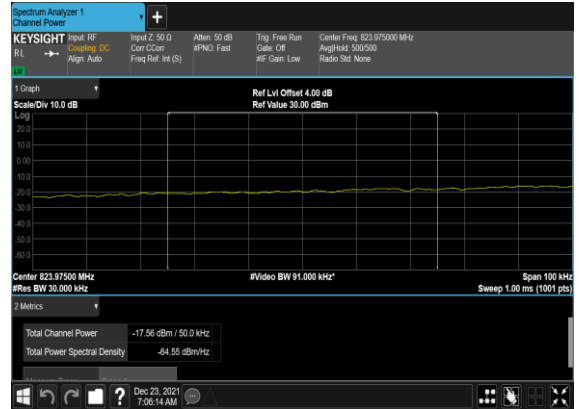 Spectrum Analyzer 1
Channel Power
+
KEYSIGHT Input: RF Input Z: 50 Ω Atten: 50 dB Trig: Free Run Center Freq: 823.975000 MHz
RL Coupling: DC Corr CCorr #PNO: Fast Gate: Off Avg|Hold: 500/500
Align: Auto Freq Ref: Int (S) #IF Gain: Low Radio Std: None
LM
1 Graph Ref Lvl Offset 4.00 dB
Scale/Div 10.0 dB Ref Value 30.00 dBm
Log
20.0
10.0
0.00
-10.0
-20.0
-30.0
-40.0
-50.0
-60.0
Center 823.97500 MHz #Video BW 91.000 kHz* Span 100 kHz
#Res BW 30.000 kHz Sweep 1.00 ms (1001 pts)
2 Metrics
Total Channel Power -17.56 dBm / 50.0 kHz
Total Power Spectral Density -64.55 dBm/Hz
? Dec 23, 2021
7:06:14 AM